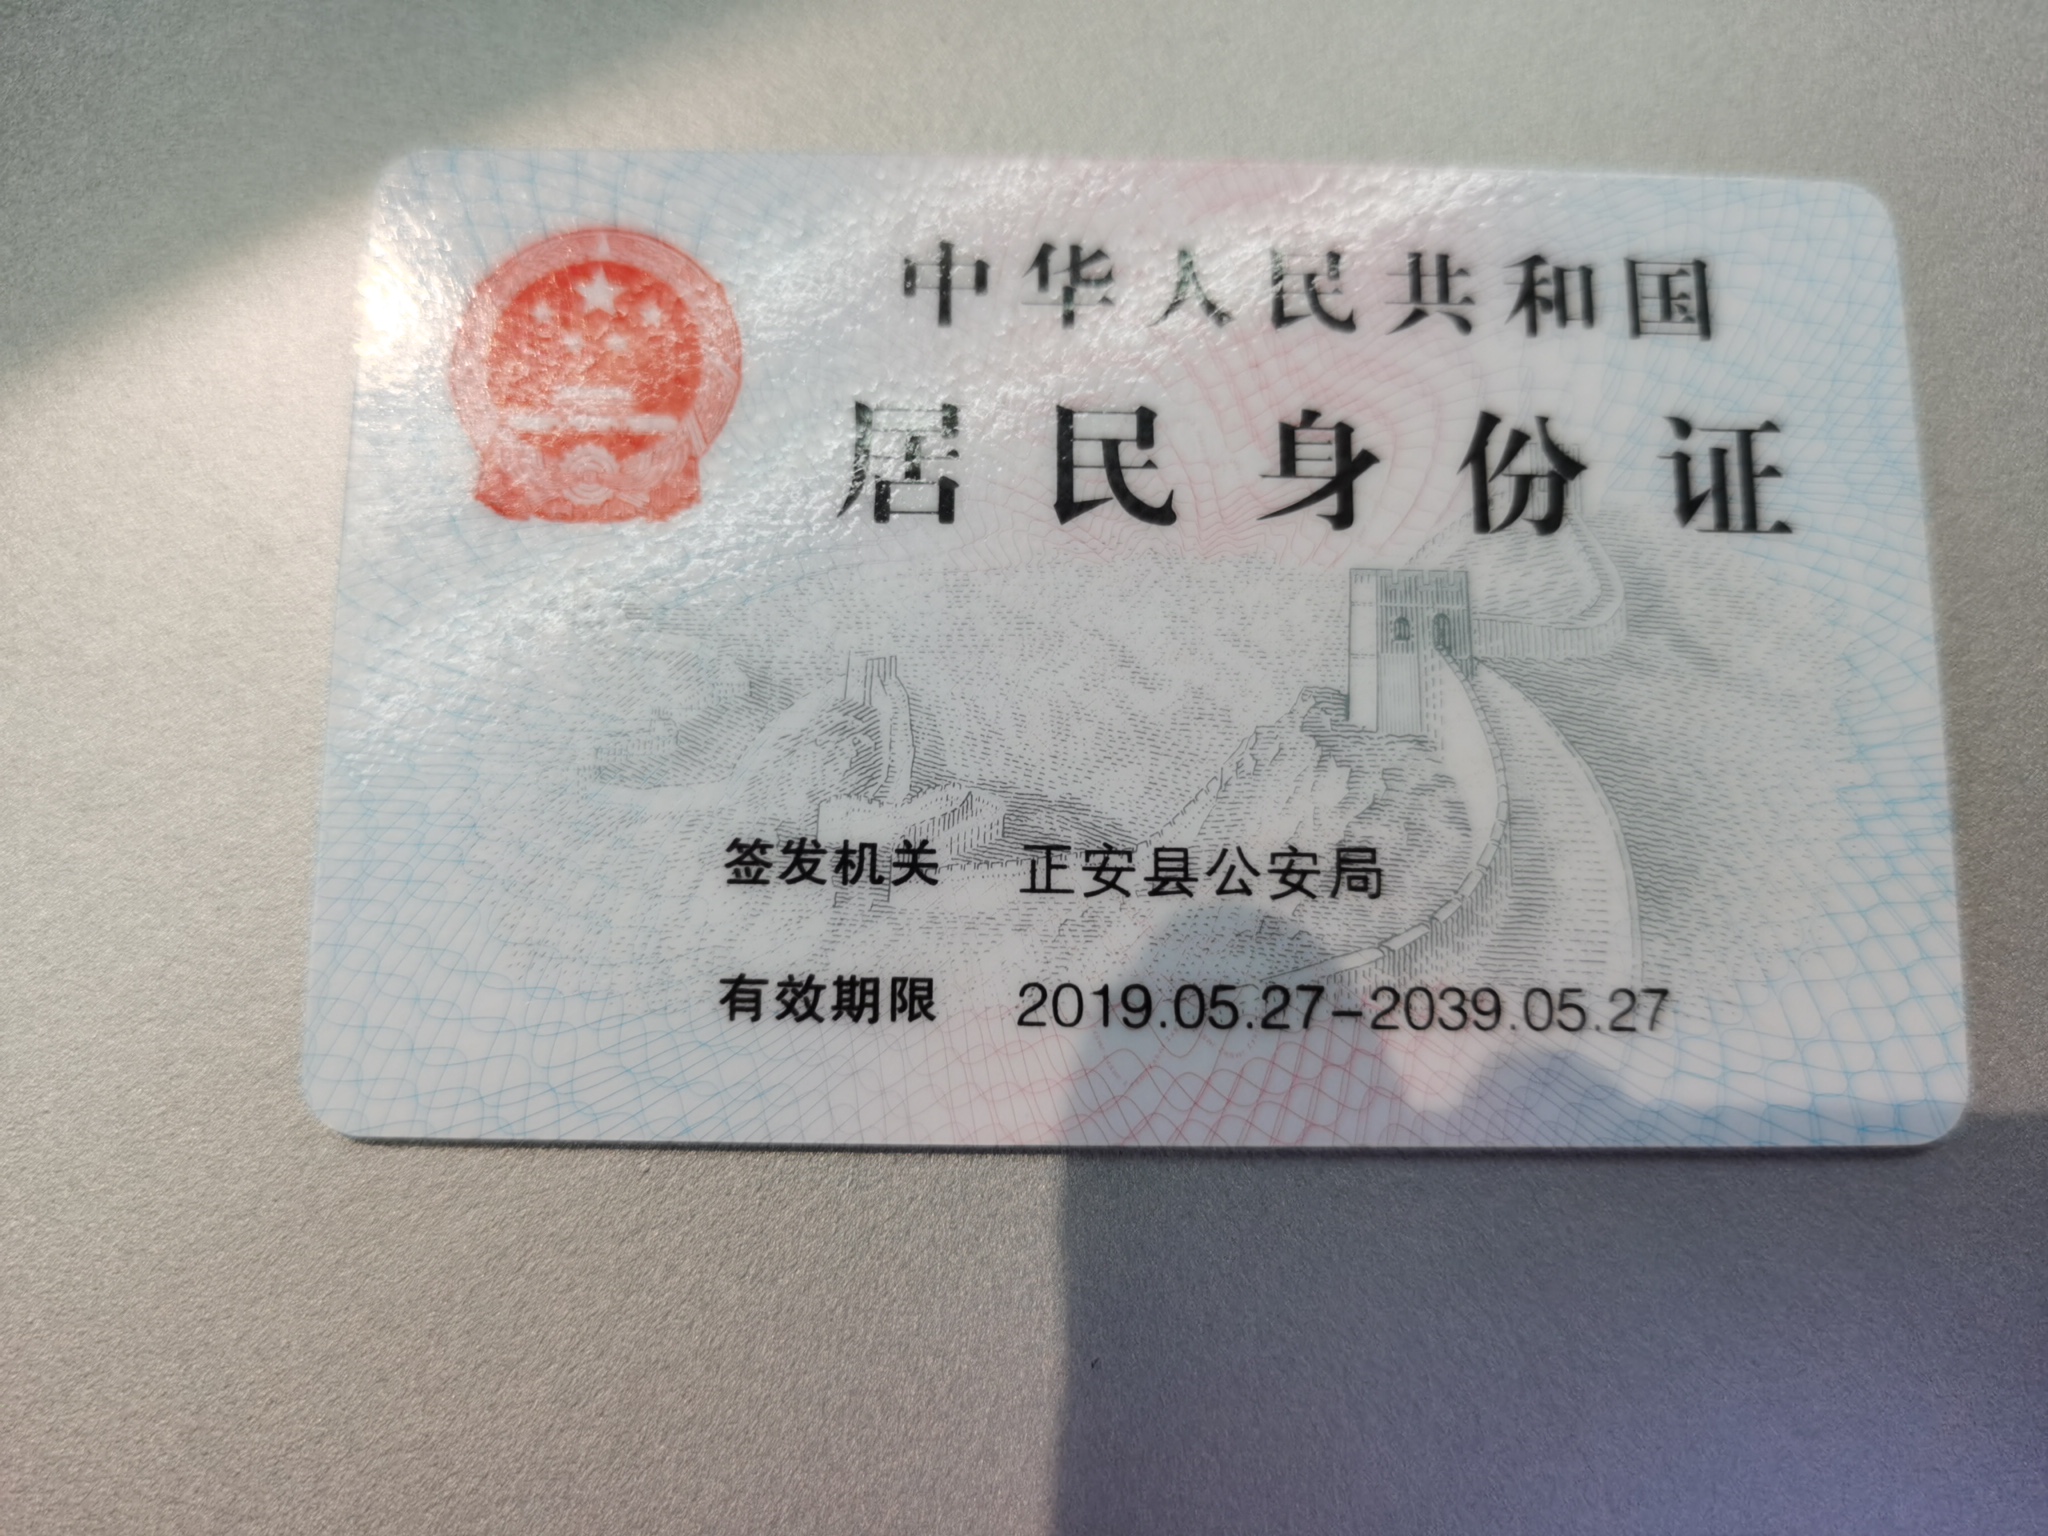 中华人民共和国
居民身份证
签发机关 正安县公安局
有效期限 2019.05.27-2039.05.27